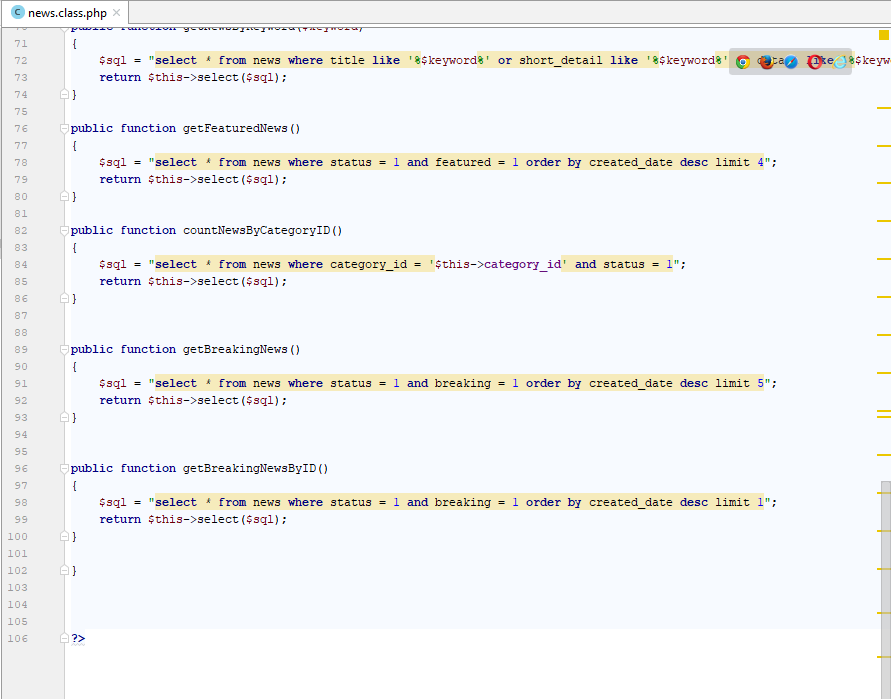 news.class.php
70 public function getNewsByKeyword($keyword)
71 {
72 $sql = "select * from news where title like '%$keyword%' or short_detail like '%$keyword%' like '%$keyw
73 return $this->select($sql);
74 }
75
76 public function getFeaturedNews()
77 {
78 $sql = "select * from news where status = 1 and featured = 1 order by created_date desc limit 4";
79 return $this->select($sql);
80 }
81
82 public function countNewsByCategoryID()
83 {
84 $sql = "select * from news where category_id = '$this->category_id' and status = 1";
85 return $this->select($sql);
86 }
87
88
89 public function getBreakingNews()
90 {
91 $sql = "select * from news where status = 1 and breaking = 1 order by created_date desc limit 5";
92 return $this->select($sql);
93 }
94
95
96 public function getBreakingNewsByID()
97 {
98 $sql = "select * from news where status = 1 and breaking = 1 order by created_date desc limit 1";
99 return $this->select($sql);
100 }
101
102 }
103
104
105
106 ?>